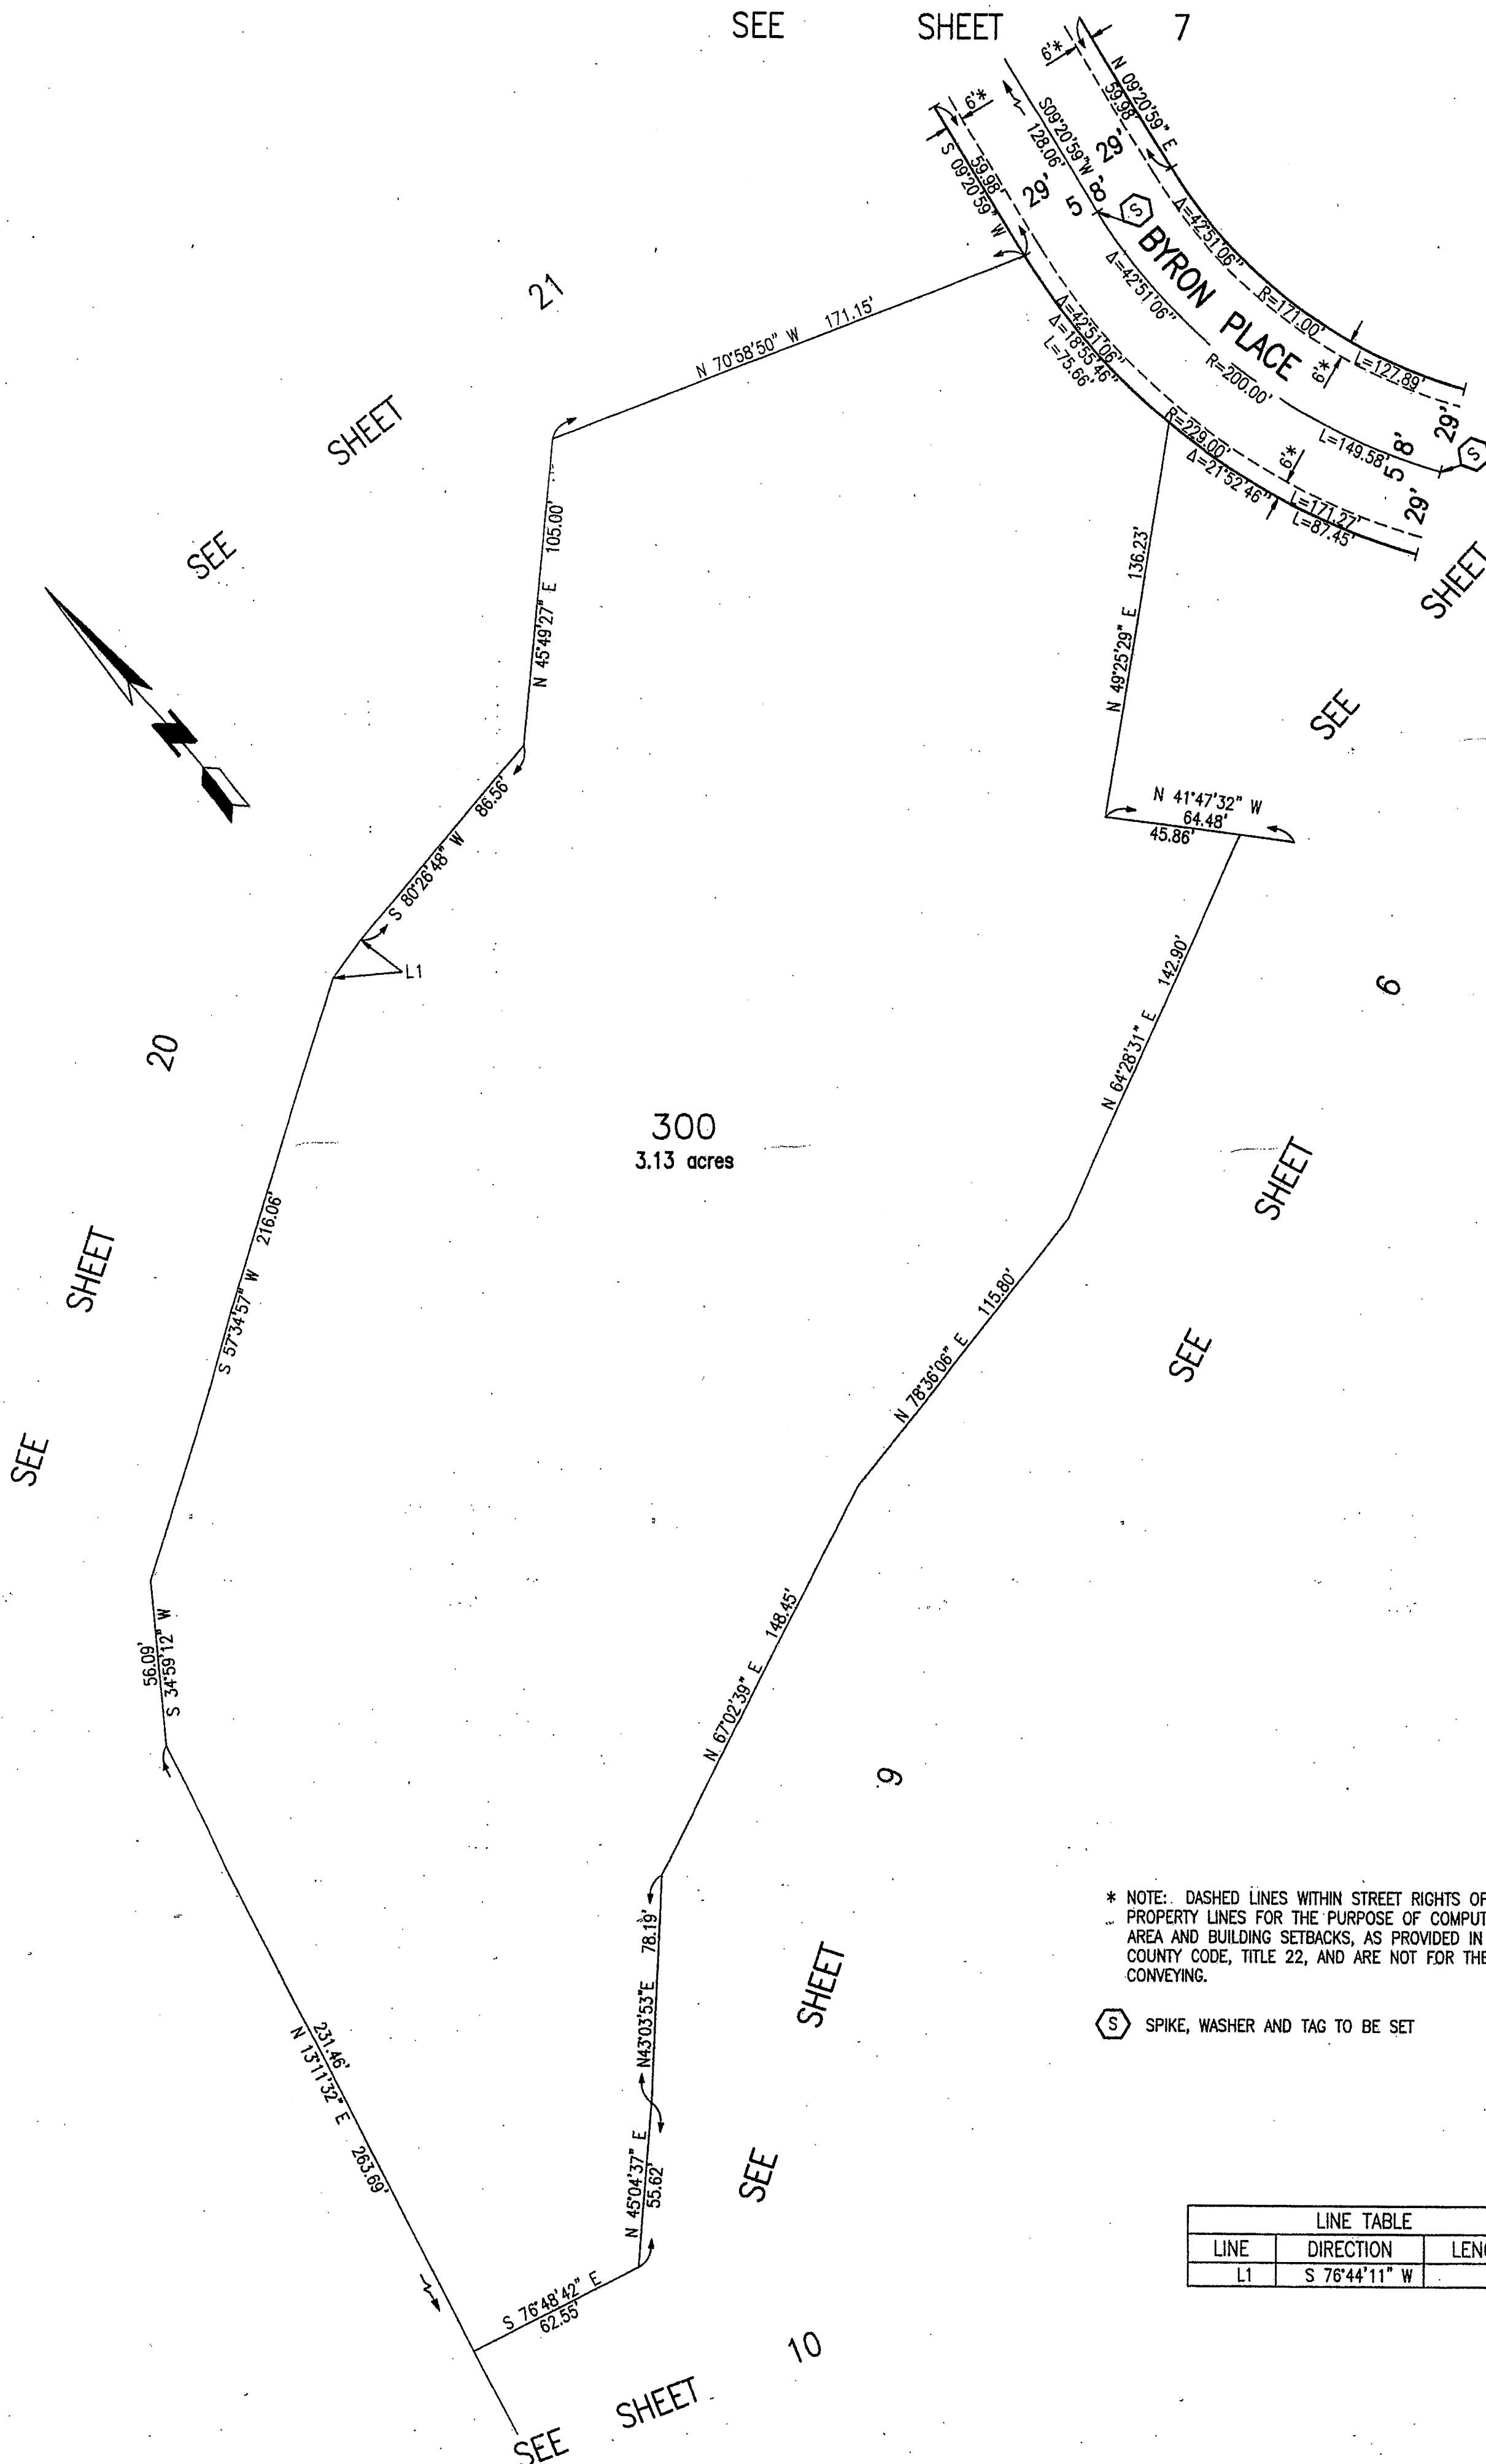 SEE SHEET 7
6'*
N 09°20'59" E
59.98'
29'
6'*
S09°20'59"W
128.06'
8'
59.98'
S 09°20'59" W
29'
5
S
BYRON PLACE
Δ=42°51'06"
R=171.00'
L=127.89'
6'*
Δ=42°51'06"
R=200.00'
L=149.58'
Δ=42°51'06"
Δ=18°55'46"
L=75.66'
R=229.00'
Δ=21°52'46"
6'*
L=171.27'
L=87.45'
5 8'
29'
29'
S
SEE SHEET 21
N 70°58'50" W 171.15'
N 45°49'27" E 105.00'
N 49°25'29" E 136.23'
SEE SHEET
N
S 80°26'48" W 86.56'
N 41°47'32" W
64.48'
45.86'
L1
SEE SHEET 20
N 64°28'31" E 142.90'
SEE SHEET 6
300
3.13 acres
S 57°34'57" W 216.06'
N 78°36'06" E 115.80'
56.09'
S 34°59'12" W
N 67°02'39" E 148.45'
SEE SHEET 9
N43°03'53"E 78.19'
231.46'
N 13°11'32" E 263.69'
N 45°04'37" E
55.62'
S 76°48'42" E
62.55'
SEE SHEET 10
* NOTE: DASHED LINES WITHIN STREET RIGHTS OF
PROPERTY LINES FOR THE PURPOSE OF COMPUT
AREA AND BUILDING SETBACKS, AS PROVIDED IN
COUNTY CODE, TITLE 22, AND ARE NOT FOR THE
CONVEYING.
S SPIKE, WASHER AND TAG TO BE SET
LINE TABLE
LINE DIRECTION LENG
L1 S 76°44'11" W